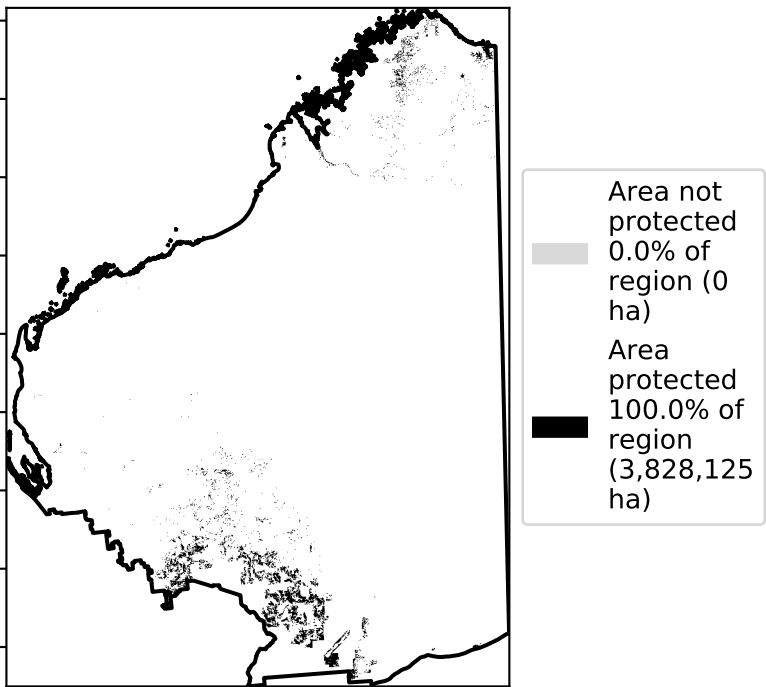 Area not
protected
0.0% of
region (0
ha)
Area
protected
100.0% of
region
(3,828,125
ha)